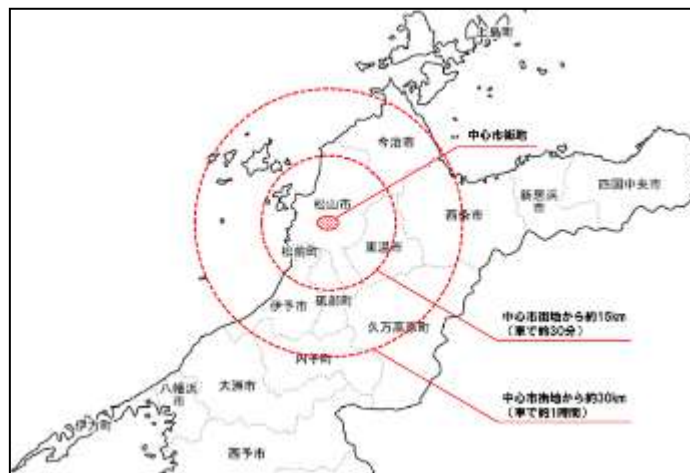 上島町
今治市
中心市街地
四国中央市
新居浜市
松山市
西条市
東温市
松前町
砥部町
伊予市
中心市街地から約15km
（車で約30分）
久万高原町
内子町
大洲市
八幡浜市
中心市街地から約30km
（車で約1時間）
伊方町
西予市